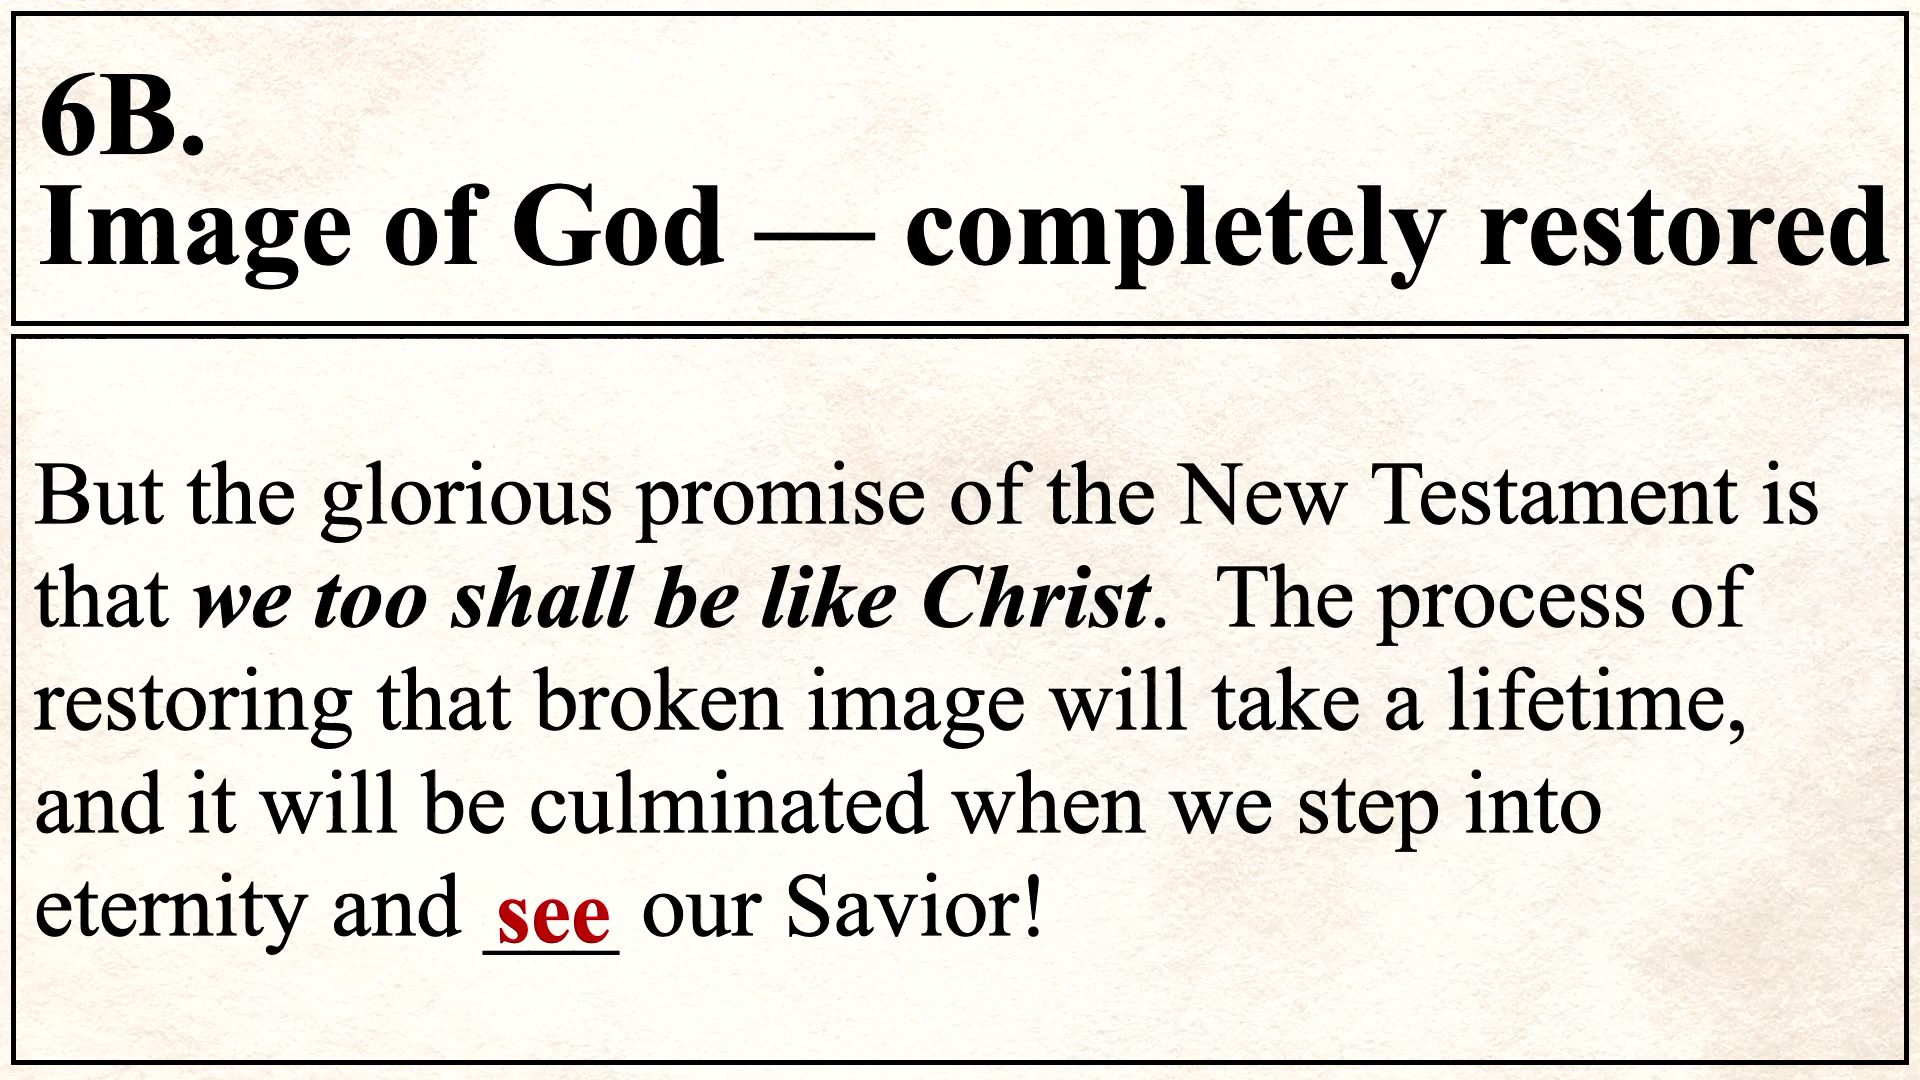 6B.
Image of God — completely restored
But the glorious promise of the New Testament is
that we too shall be like Christ.  The process of
restoring that broken image will take a lifetime,
and it will be culminated when we step into
eternity and see our Savior!